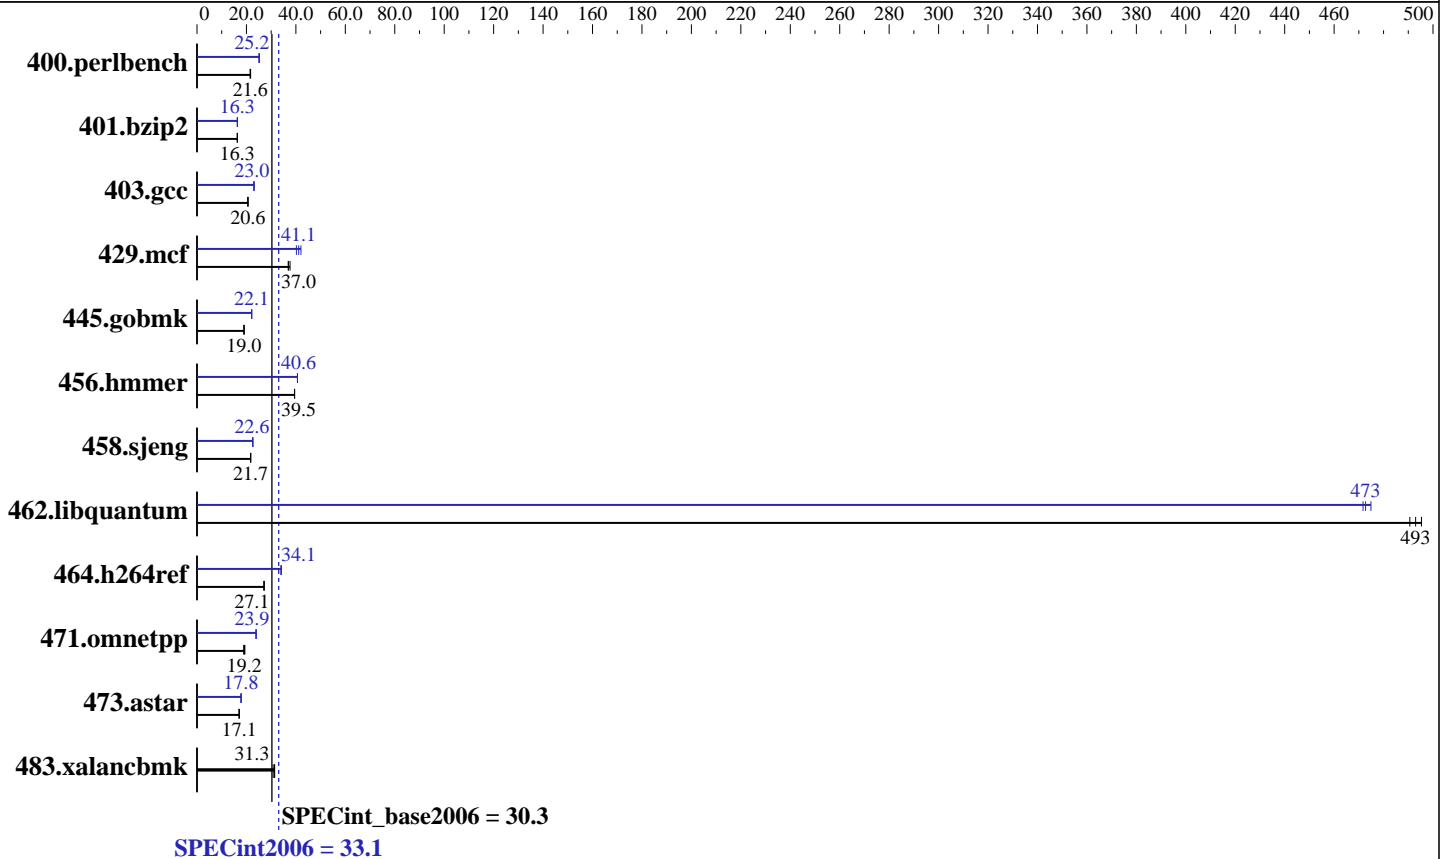 0 20.0 40.0 60.0 80.0 100 120 140 160 180 200 220 240 260 280 300 320 340 360 380 400 420 440 460 500
25.2
400.perlbench
21.6
16.3
401.bzip2
16.3
23.0
403.gcc
20.6
41.1
429.mcf
37.0
22.1
445.gobmk
19.0
40.6
456.hmmer
39.5
22.6
458.sjeng
21.7
473
462.libquantum
493
34.1
464.h264ref
27.1
23.9
471.omnetpp
19.2
17.8
473.astar
17.1
31.3
483.xalancbmk
SPECint_base2006 = 30.3
SPECint2006 = 33.1